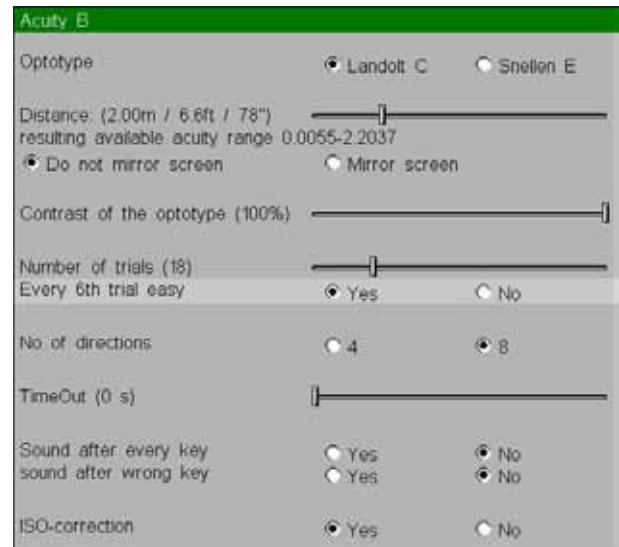 Acuity B
Optotype Landolt C Snellen E
Distance: (2.00m / 6.6ft / 78")
resulting available acuity range 0.0055-2.2037
Do not mirror screen Mirror screen
Contrast of the optotype (100%)
Number of trials (18)
Every 6th trial easy Yes No
No of directions 4 8
TimeOut (0 s)
Sound after every key Yes No
sound after wrong key Yes No
ISO-correction Yes No